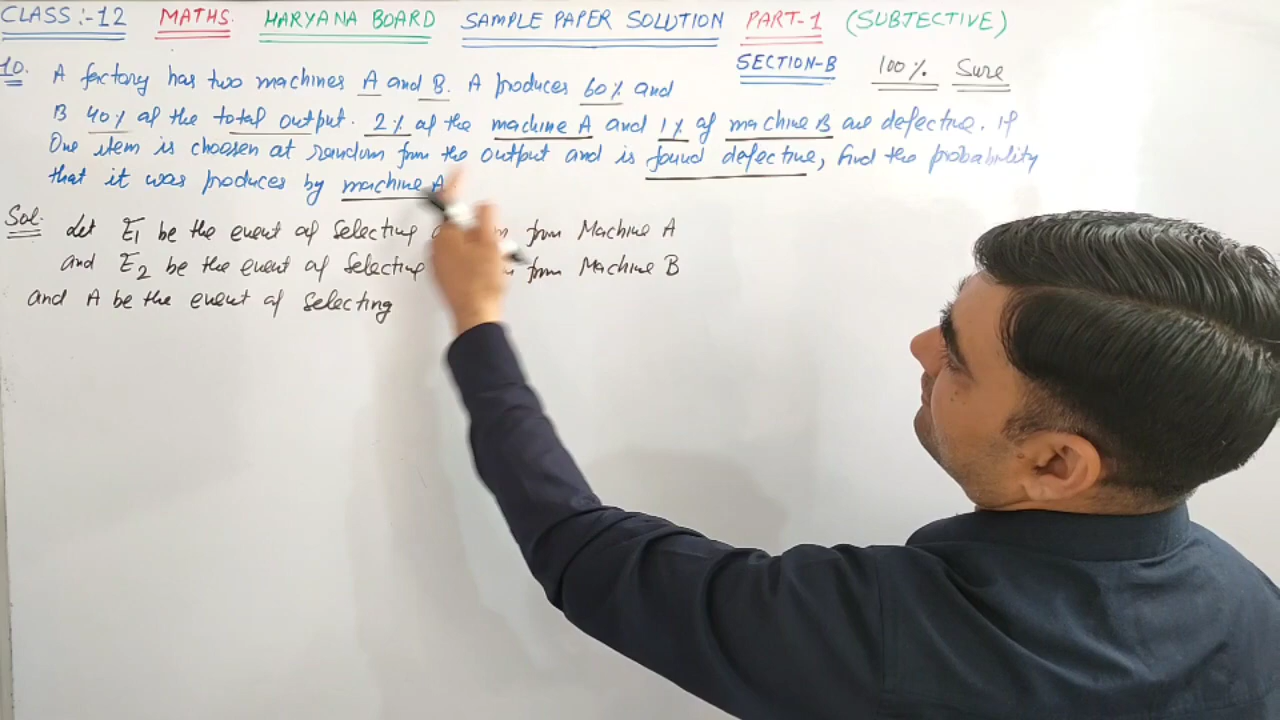 CLASS :- 12 MATHS. HARYANA BOARD SAMPLE PAPER SOLUTION PART-1 (SUBJECTIVE)
SECTION-B 100% Sure
10. A factory has two machines A and B. A produces 60% and
B 40% of the total output. 2% of the machine A and 1% of machine B are defective. If
One item is choosen at random from the output and is found defective, find the probability
that it was produces by machine A
Sol. Let E1 be the event of Selecting from Machine A
and E2 be the event of Selecting from Machine B
and A be the event of Selecting